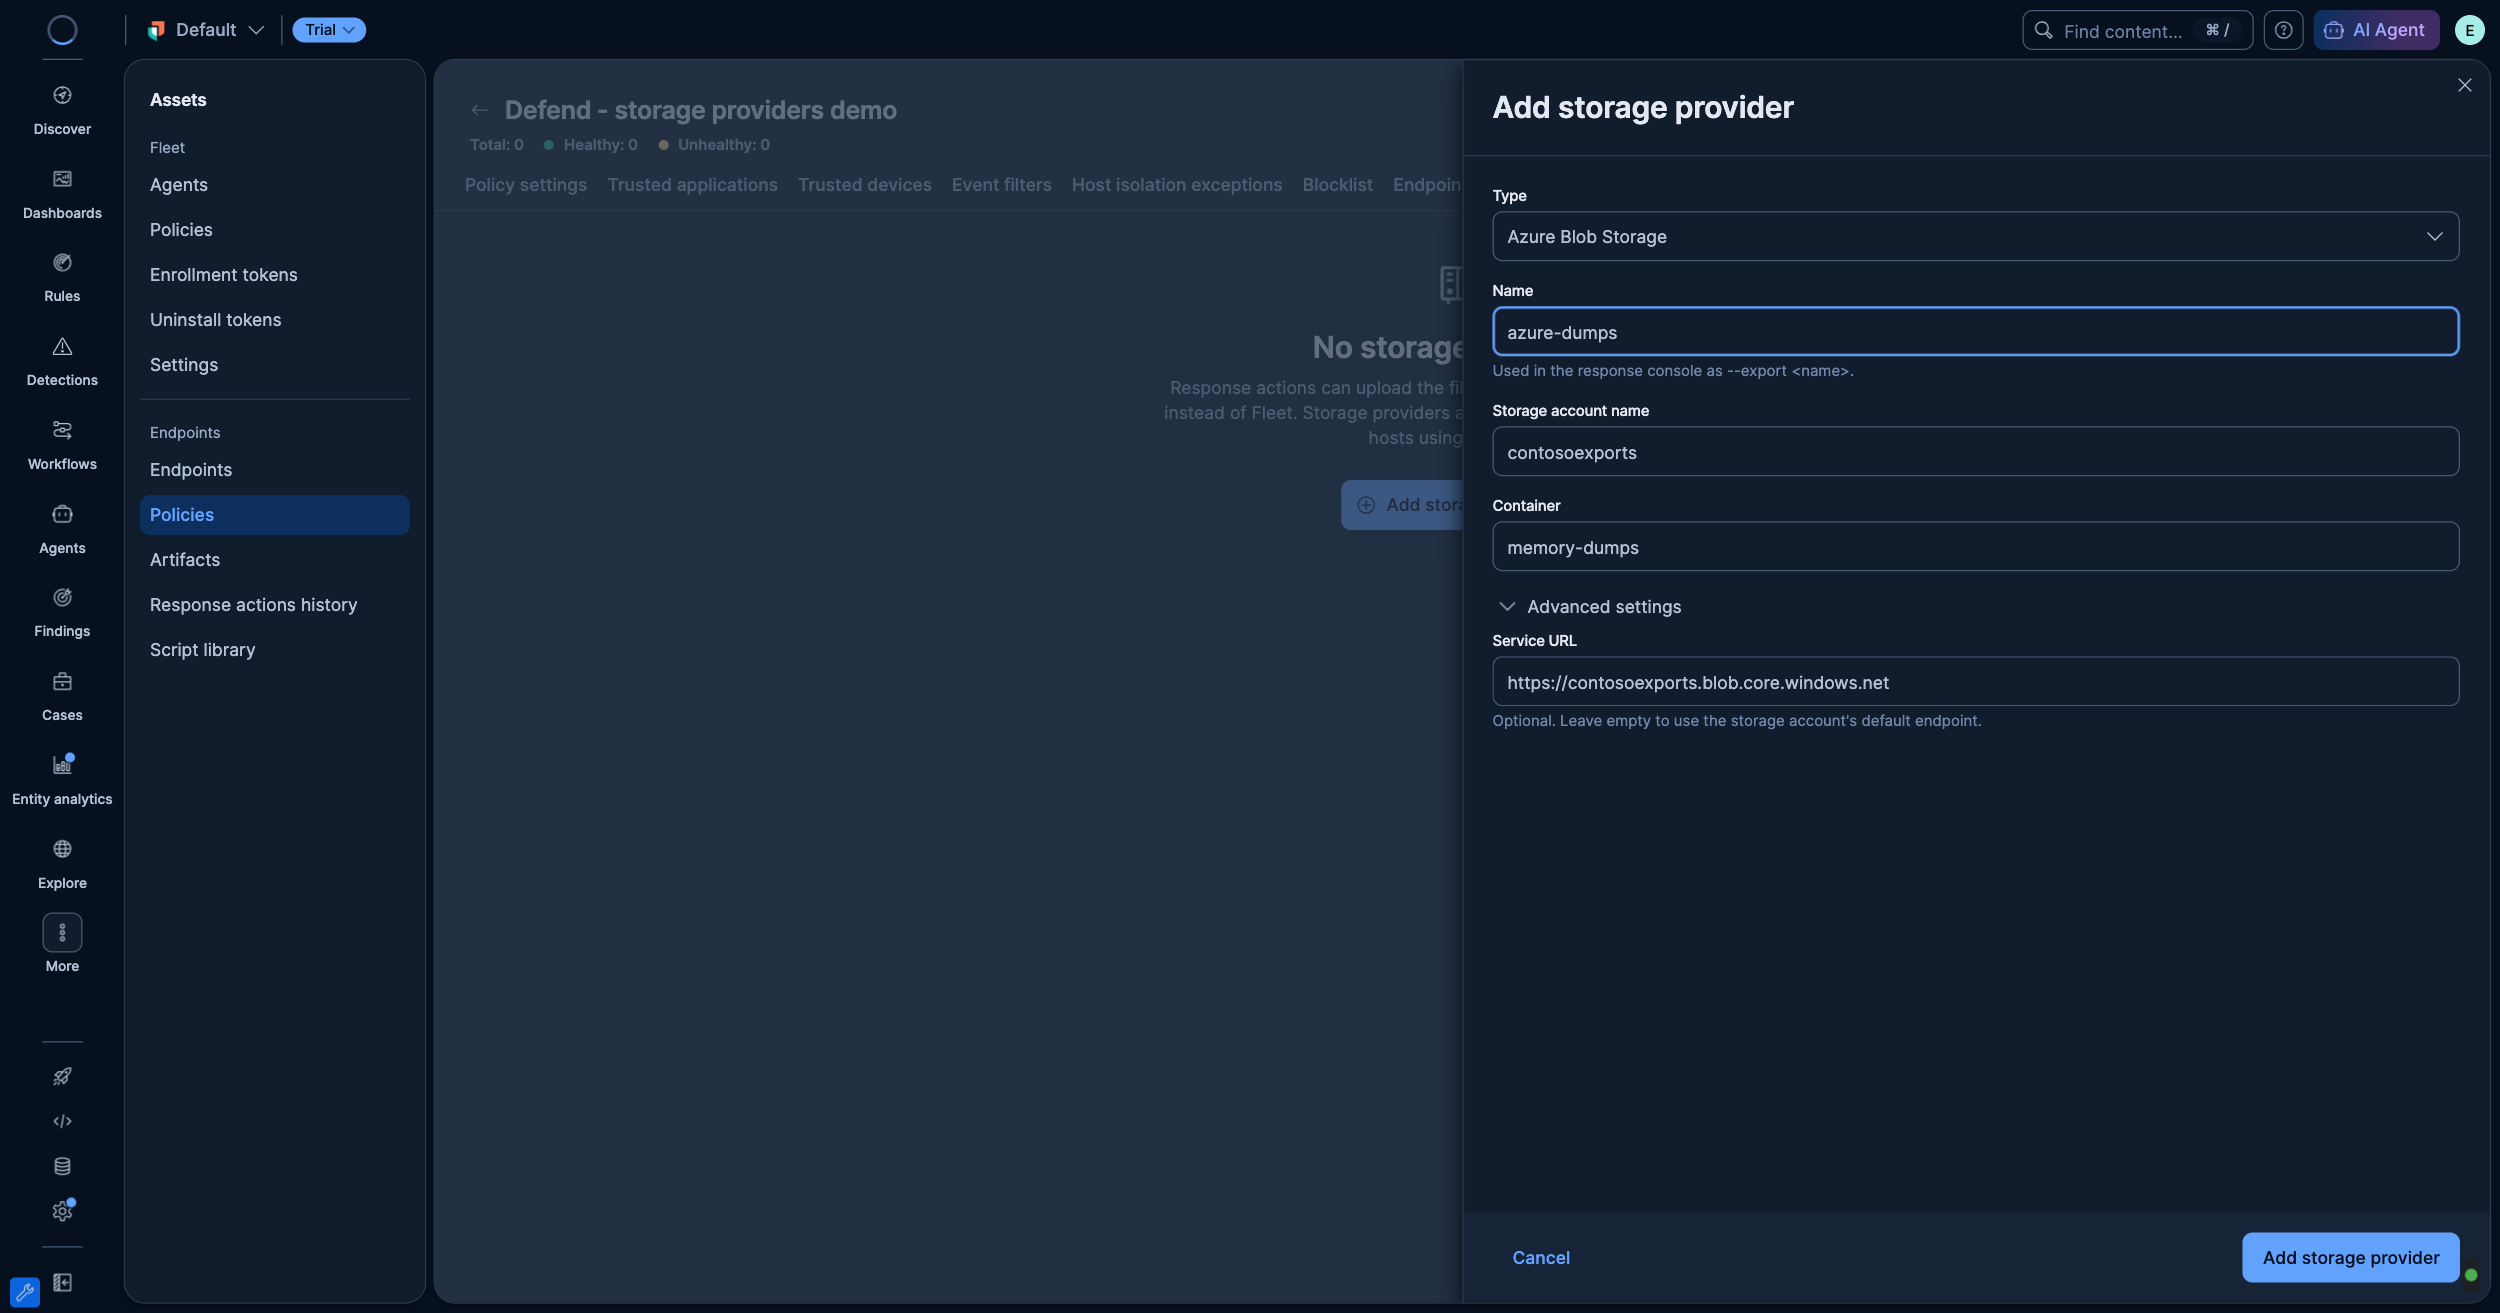 Default
Trial
Find content...
⌘ /
AI Agent
E
Discover
Dashboards
Rules
Detections
Workflows
Agents
Findings
Cases
Entity analytics
Explore
More
Assets
Fleet
Agents
Policies
Enrollment tokens
Uninstall tokens
Settings
Endpoints
Endpoints
Policies
Artifacts
Response actions history
Script library
Defend - storage providers demo
Total: 0 Healthy: 0 Unhealthy: 0
Policy settings Trusted applications Trusted devices Event filters Host isolation exceptions Blocklist Endpoin
No storage
Response actions can upload the fi
instead of Fleet. Storage providers a
hosts using
Add stora
Add storage provider
Type
Azure Blob Storage
Name
azure-dumps
Used in the response console as --export <name>.
Storage account name
contosoexports
Container
memory-dumps
Advanced settings
Service URL
https://contosoexports.blob.core.windows.net
Optional. Leave empty to use the storage account's default endpoint.
Cancel
Add storage provider